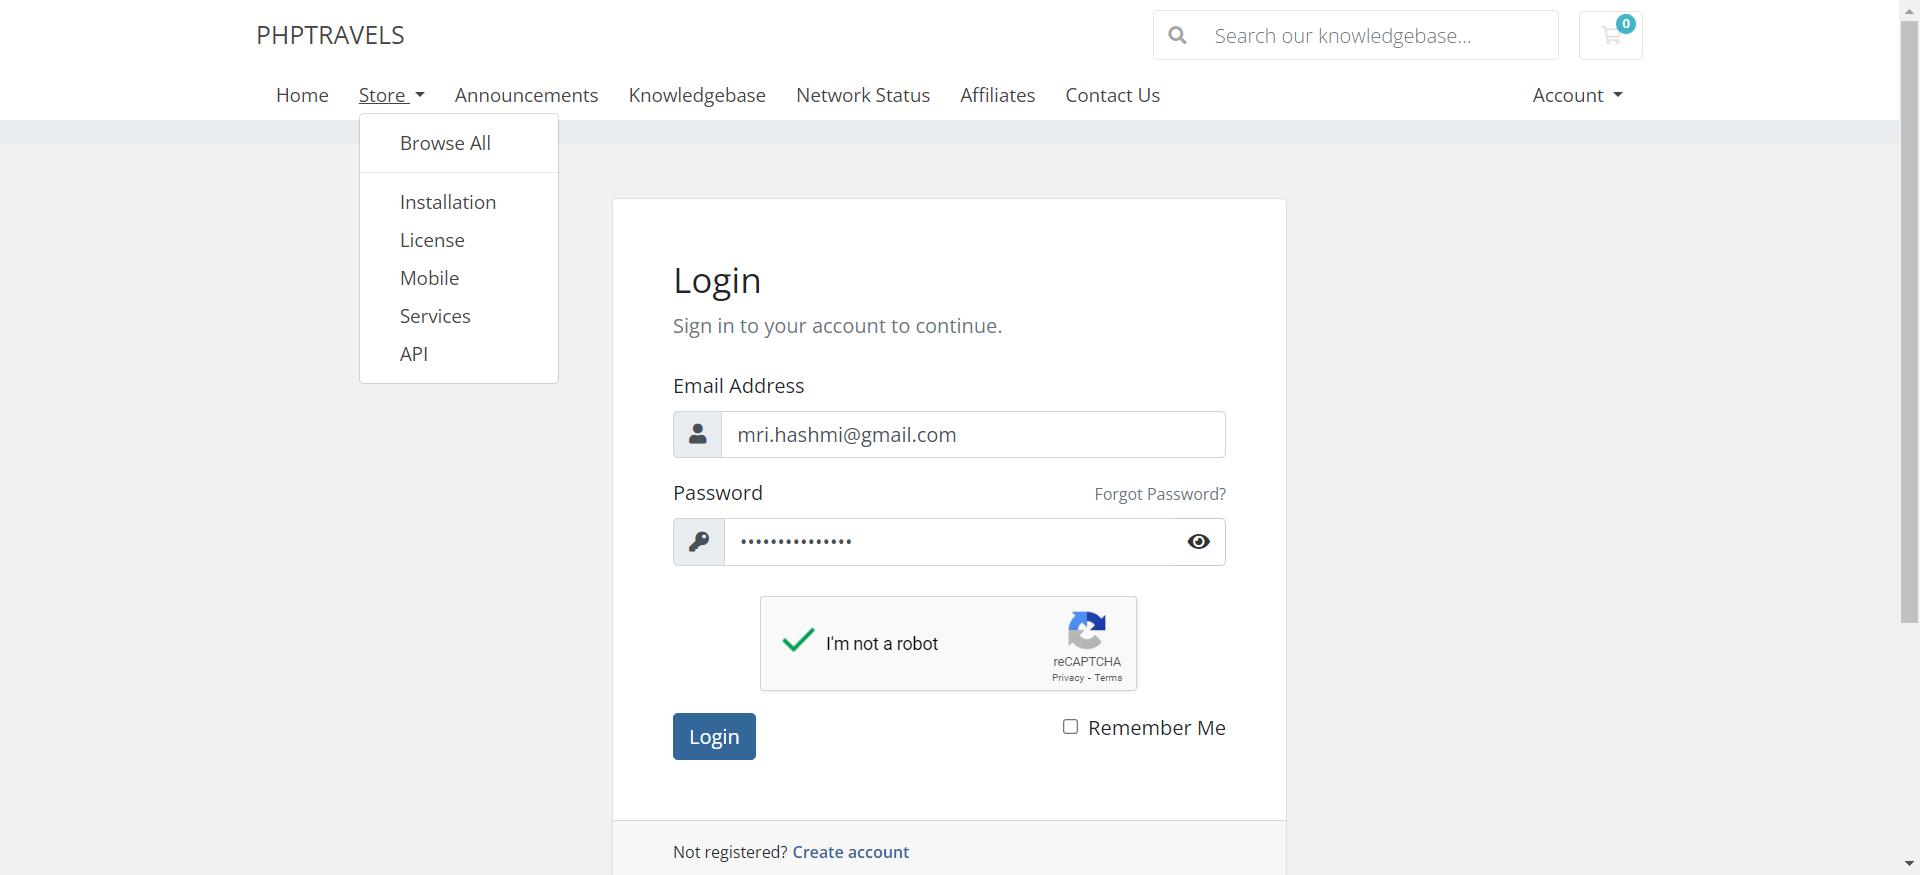 PHPTRAVELS
Search our knowledgebase...
0
Home Store Announcements Knowledgebase Network Status Affiliates Contact Us Account
Browse All
Installation
License
Mobile
Services
API
Login
Sign in to your account to continue.
Email Address
mri.hashmi@gmail.com
Password Forgot Password?
•••••••••••••••
I'm not a robot
reCAPTCHA
Privacy - Terms
Login Remember Me
Not registered? Create account